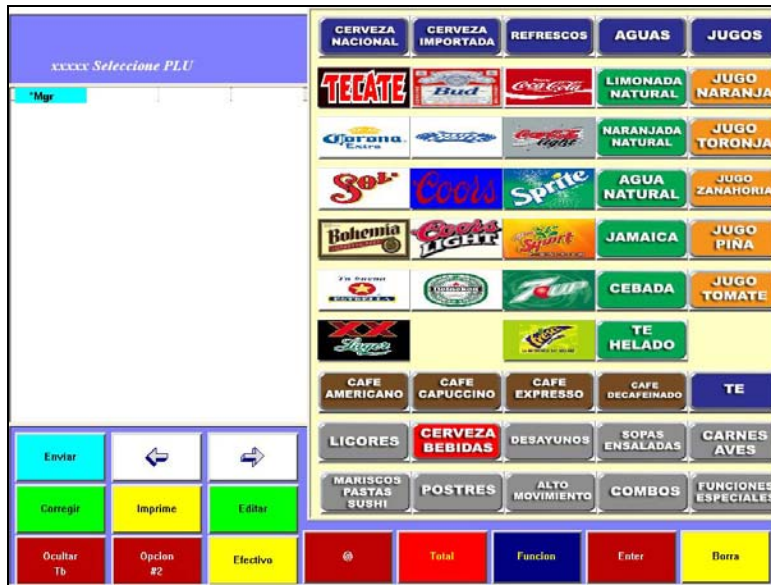 xxxxx Seleccione PLU
*Mgr
CERVEZA
NACIONAL
CERVEZA
IMPORTADA
REFRESCOS
AGUAS
JUGOS
TECATE
Bud
Coca-Cola
LIMONADA
NATURAL
JUGO
NARANJA
Corona
Extra
Coca-Cola
light
NARANJADA
NATURAL
JUGO
TORONJA
SOL
Coors
Sprite
AGUA
NATURAL
JUGO
ZANAHORIA
Bohemia
Coors
LIGHT
Squirt
JAMAICA
JUGO
PIÑA
ESTRELLA
Heineken
7up
CEBADA
JUGO
TOMATE
XX
Lager
TE
HELADO
CAFE
AMERICANO
CAFE
CAPUCCINO
CAFE
EXPRESSO
CAFE
DECAFEINADO
TE
LICORES
CERVEZA
BEBIDAS
DESAYUNOS
SOPAS
ENSALADAS
CARNES
AVES
MARISCOS
PASTAS
SUSHI
POSTRES
ALTO
MOVIMIENTO
COMBOS
FUNCIONES
ESPECIALES
Enviar
Corregir
Imprime
Editar
Ocultar
Tb
Opcion
#2
Efectivo
@
Total
Funcion
Enter
Borra